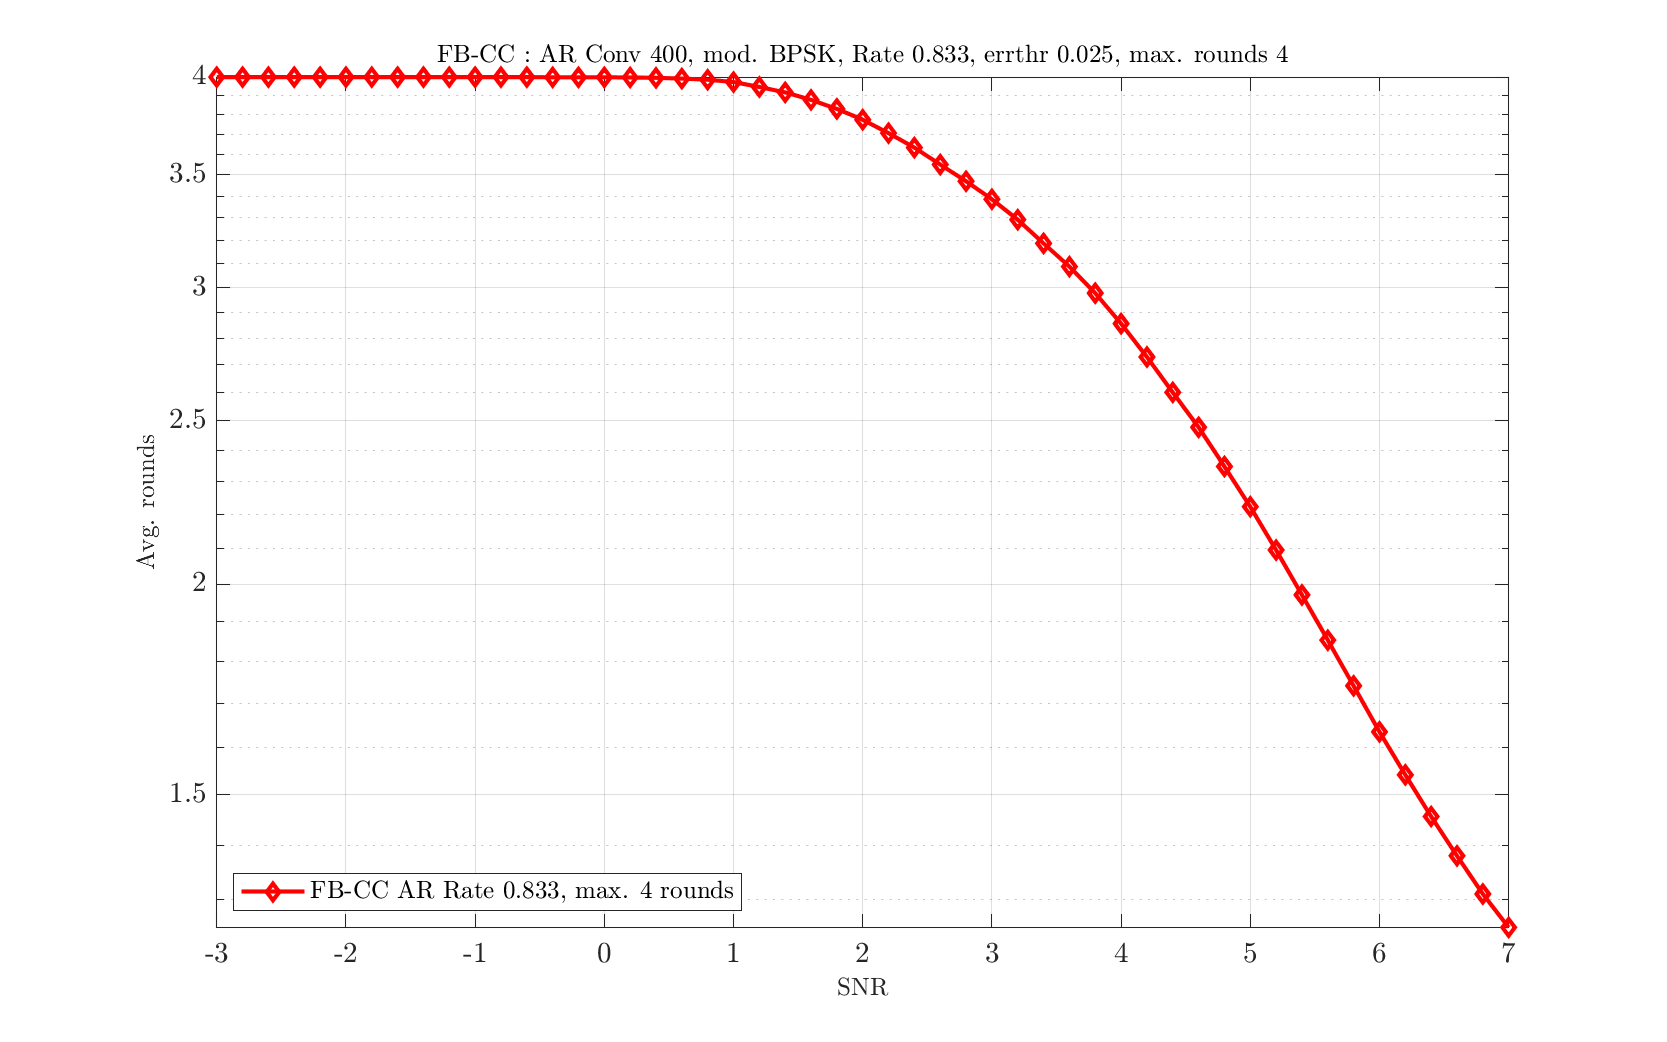 FB-CC : AR Conv 400, mod. BPSK, Rate 0.833, errthr 0.025, max. rounds 4
4
3.5
3
2.5
2
1.5
Avg. rounds
FB-CC AR Rate 0.833, max. 4 rounds
-3 -2 -1 0 1 2 3 4 5 6 7
SNR